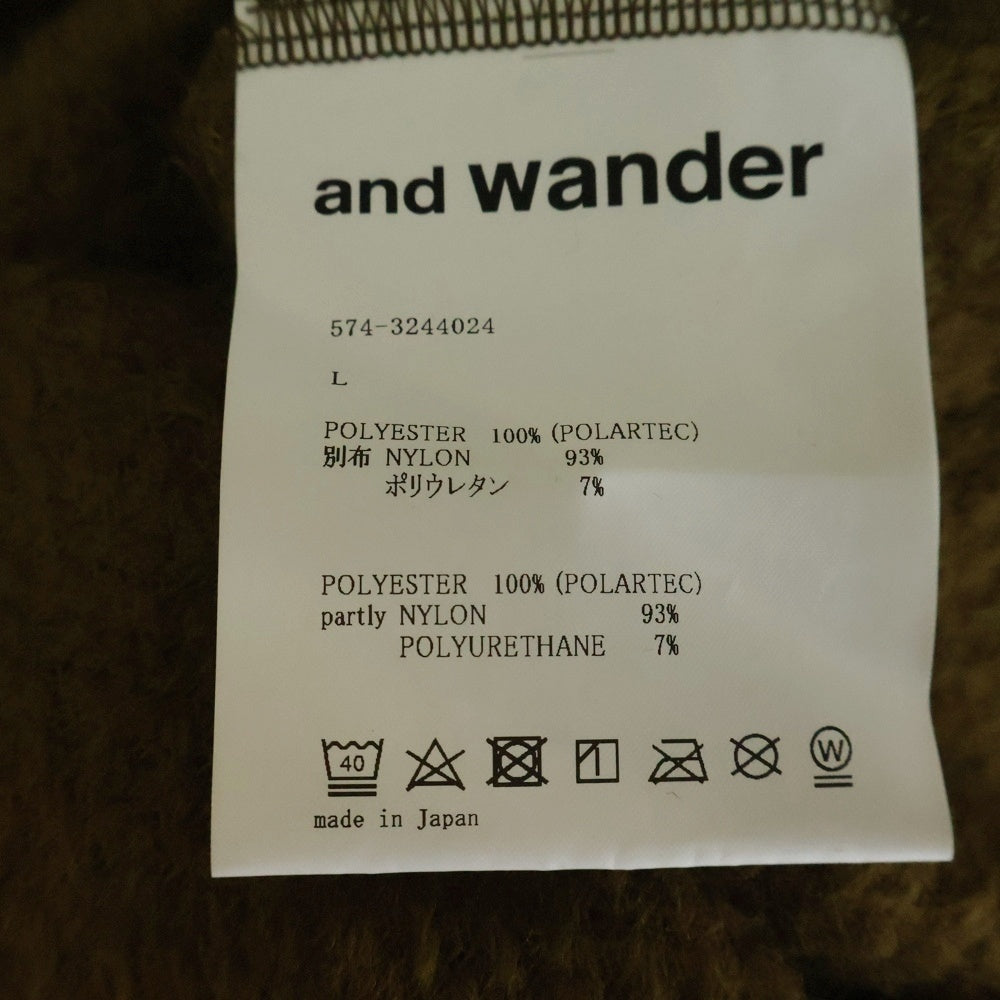 and wander
574-3244024
L
POLYESTER 100% (POLARTEC)
別布 NYLON 93%
ポリウレタン 7%
POLYESTER 100% (POLARTEC)
partly NYLON 93%
POLYURETHANE 7%
40 W
made in Japan